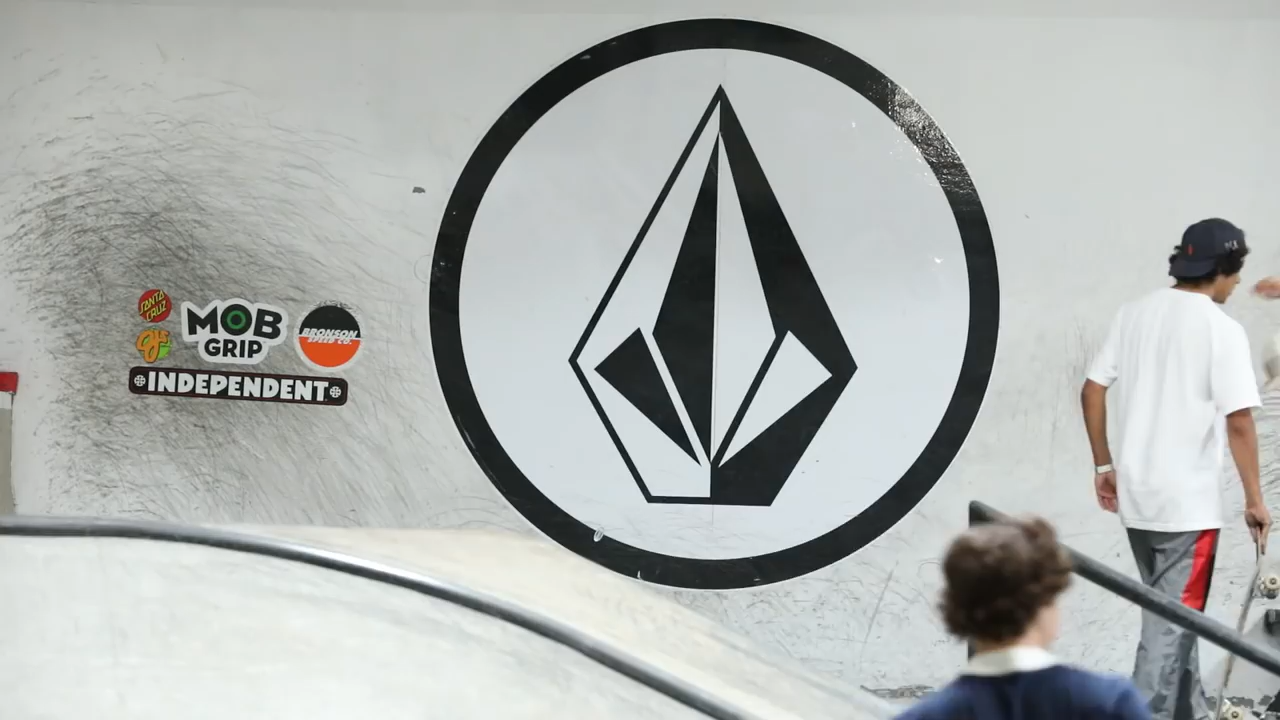 SANTA
CRUZ
MOB
GRIP
BRONSON
SPEED CO.
INDEPENDENT